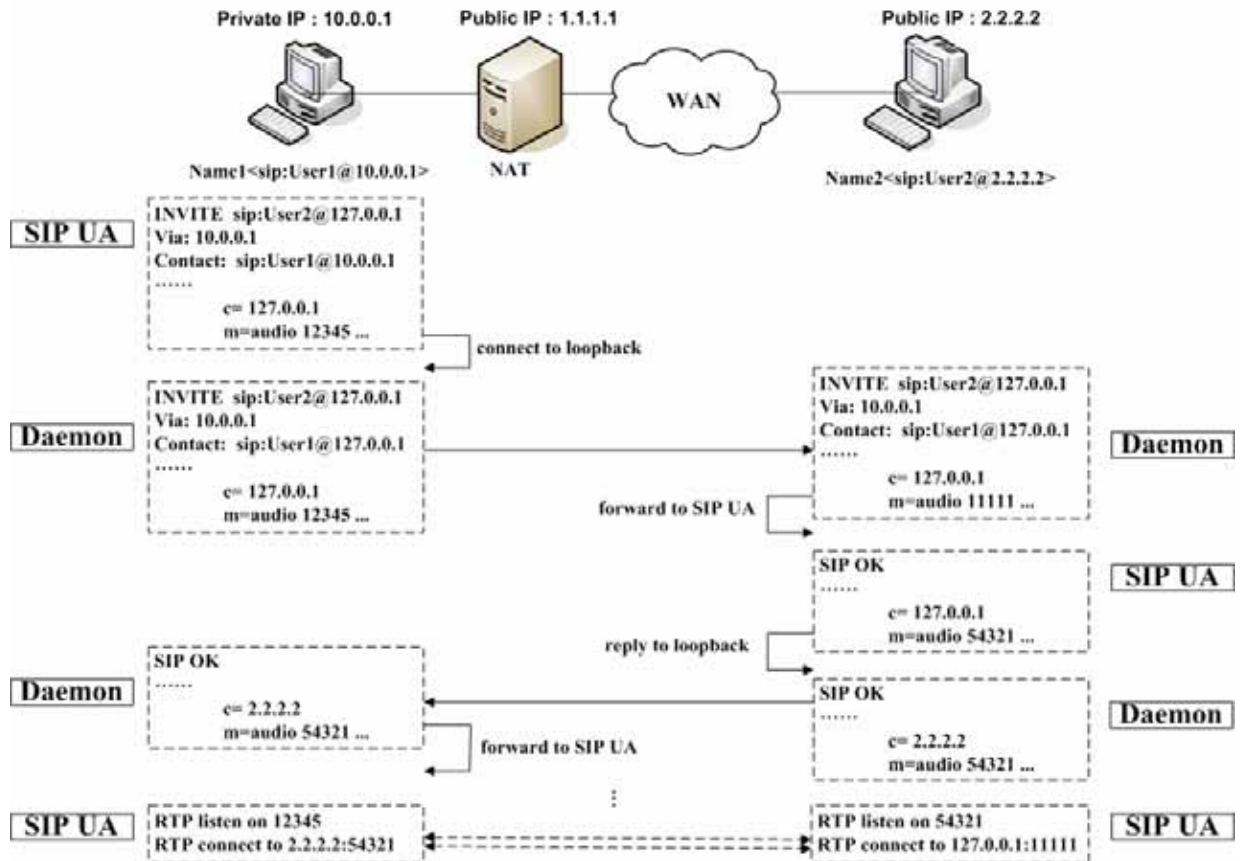 Private IP : 10.0.0.1
Public IP : 1.1.1.1
Public IP : 2.2.2.2
WAN
NAT
Name1<sip:User1@10.0.0.1>
Name2<sip:User2@2.2.2.2>
SIP UA
INVITE sip:User2@127.0.0.1
Via: 10.0.0.1
Contact: sip:User1@10.0.0.1
......
c= 127.0.0.1
m=audio 12345 ...
connect to loopback
Daemon
INVITE sip:User2@127.0.0.1
Via: 10.0.0.1
Contact: sip:User1@127.0.0.1
......
c= 127.0.0.1
m=audio 12345 ...
INVITE sip:User2@127.0.0.1
Via: 10.0.0.1
Contact: sip:User1@127.0.0.1
......
c= 127.0.0.1
m=audio 11111 ...
Daemon
forward to SIP UA
SIP OK
......
c= 127.0.0.1
m=audio 54321 ...
SIP UA
reply to loopback
Daemon
SIP OK
......
c= 2.2.2.2
m=audio 54321 ...
forward to SIP UA
SIP OK
......
c= 2.2.2.2
m=audio 54321 ...
Daemon
SIP UA
RTP listen on 12345
RTP connect to 2.2.2.2:54321
RTP listen on 54321
RTP connect to 127.0.0.1:11111
SIP UA